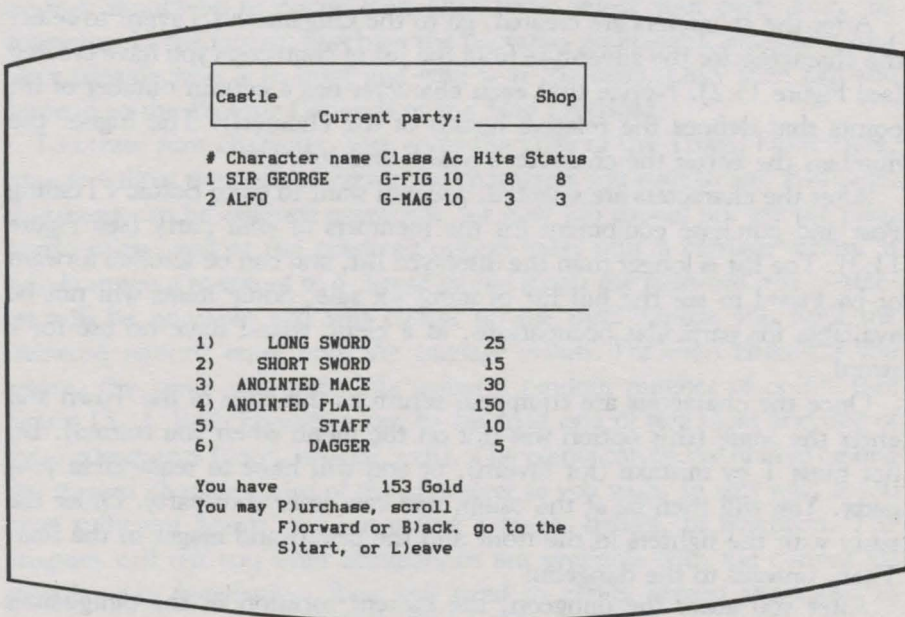 Castle Shop
Current party:
# Character name Class Ac Hits Status
1 SIR GEORGE G-FIG 10 8 8
2 ALFO G-MAG 10 3 3
1) LONG SWORD 25
2) SHORT SWORD 15
3) ANOINTED MACE 30
4) ANOINTED FLAIL 150
5) STAFF 10
6) DAGGER 5
You have 153 Gold
You may P)urchase, scroll
F)orward or B)ack, go to the
S)tart, or L)eave